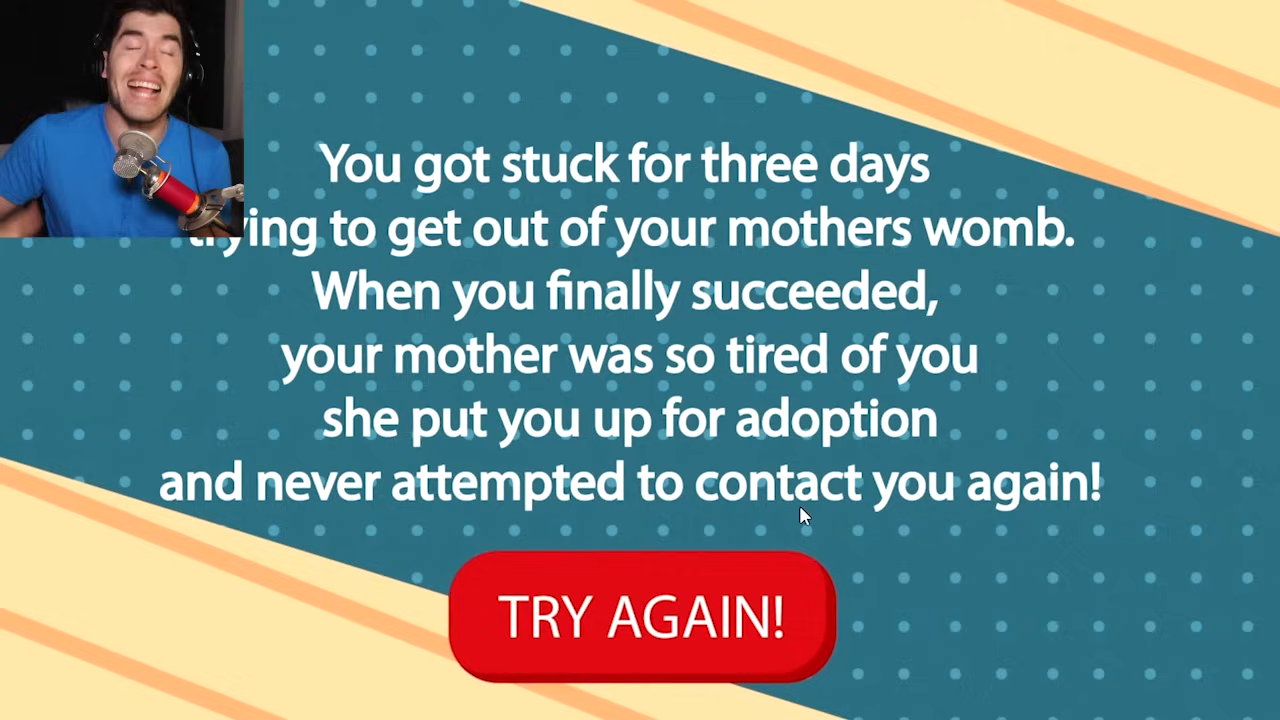 You got stuck for three days
trying to get out of your mothers womb.
When you finally succeeded,
your mother was so tired of you
she put you up for adoption
and never attempted to contact you again!
TRY AGAIN!